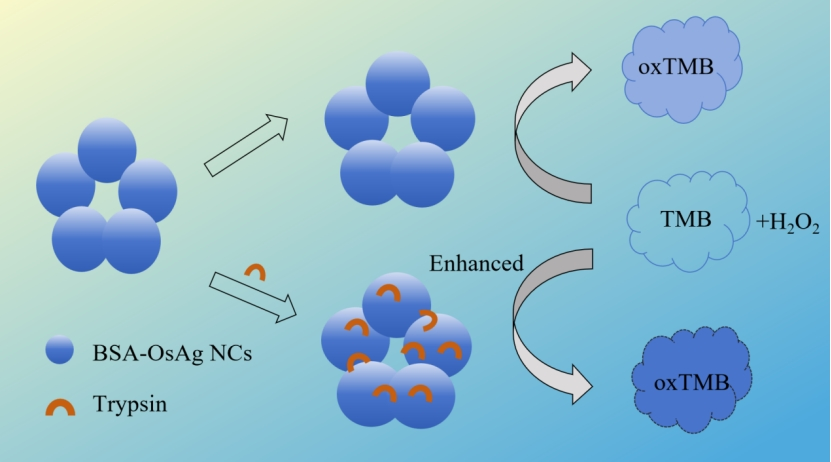 oxTMB
TMB
+H₂O₂
Enhanced
BSA-OsAg NCs
oxTMB
Trypsin